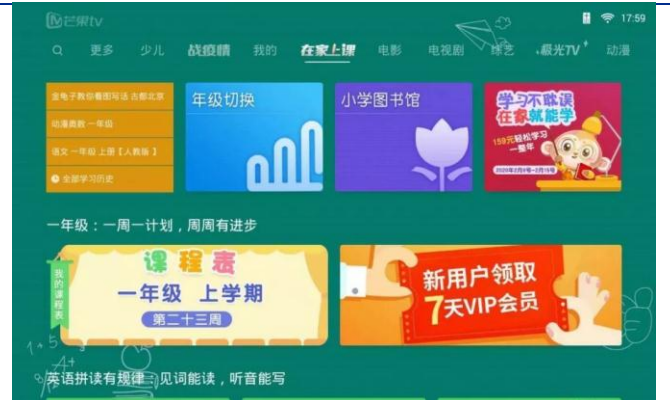 芒果tv
17:59
更多 少儿 战疫情 我的 在家上课 电影 电视剧 综艺 极光TV 动漫
金龟子教你看图写话 古都北京
动漫奥数 一年级
语文 一年级 上册【人教版】
全部学习历史
年级切换
小学图书馆
学习不耽误
在家就能学
159元轻松学习
一整年
一年级：一周一计划，周周有进步
我的课程表
课程表
一年级 上学期
第二十三周
新用户领取
7天VIP会员
1+5
A+
英语拼读有规律：见词能读，听音能写